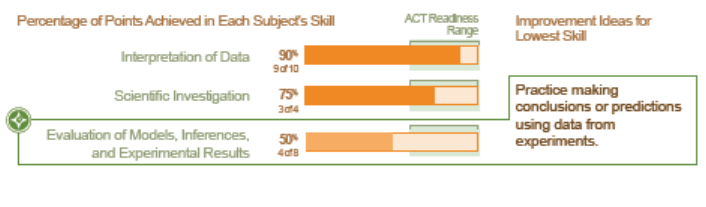 Percentage of Points Achieved in Each Subject's Skill
ACT Readiness
Range
Improvement Ideas for
Lowest Skill
Interpretation of Data 90%
9 of 10
Scientific Investigation 75%
3 of 4
Evaluation of Models, Inferences,
and Experimental Results 50%
4 of 8
Practice making
conclusions or predictions
using data from
experiments.